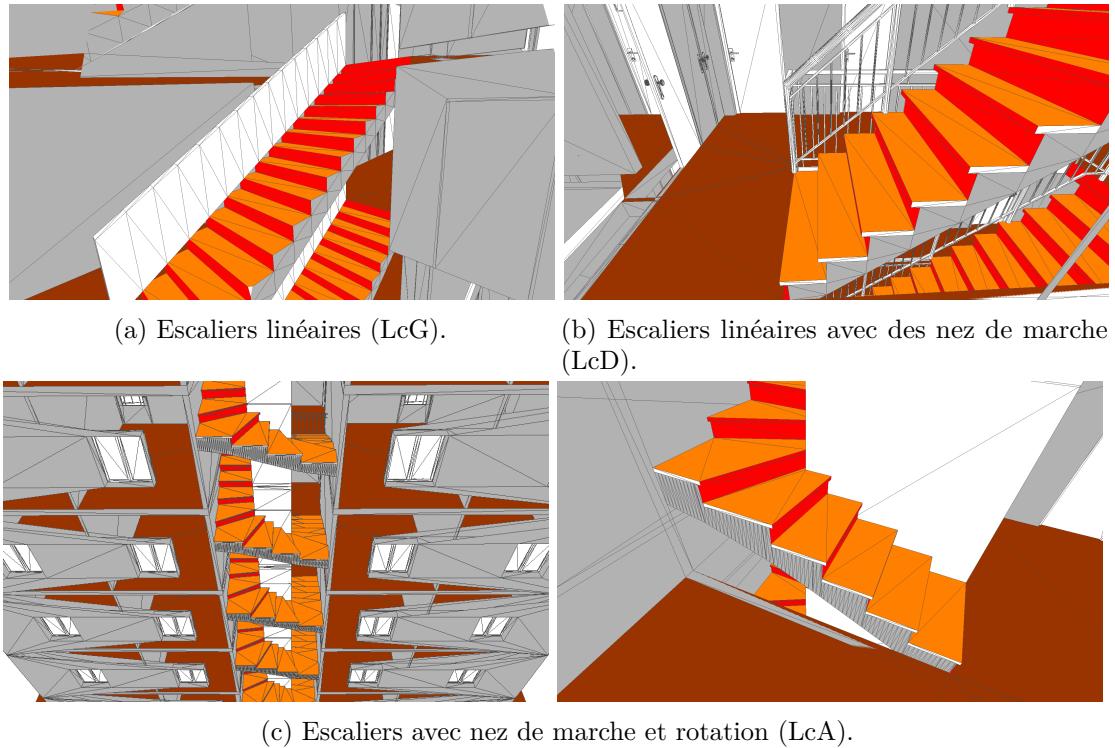 (a) Escaliers linéaires (LcG).
(b) Escaliers linéaires avec des nez de marche
(LcD).
(c) Escaliers avec nez de marche et rotation (LcA).